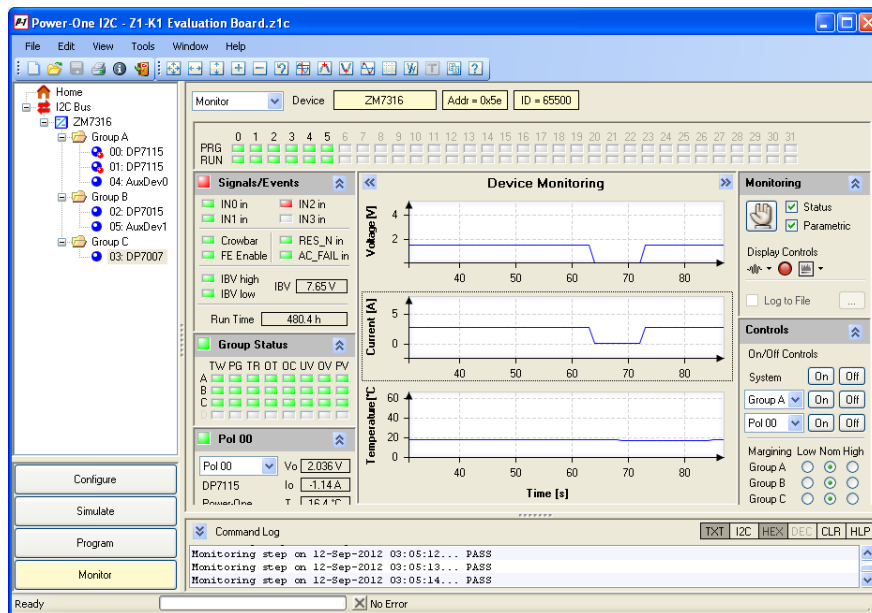 Power-One I2C - Z1-K1 Evaluation Board.z1c
File Edit View Tools Window Help
Home
I2C Bus
ZM7316
Group A
00: DP7115
01: DP7115
04: AuxDev0
Group B
02: DP7015
05: AuxDev1
Group C
03: DP7007
Configure
Simulate
Program
Monitor
Monitor Device ZM7316 Addr = 0x5e ID = 65500
0 1 2 3 4 5 6 7 8 9 10 11 12 13 14 15 16 17 18 19 20 21 22 23 24 25 26 27 28 29 30 31
PRG
RUN
Signals/Events
IN0 in IN2 in
IN1 in IN3 in
Crowbar RES_N in
FE Enable AC_FAIL in
IBV high
IBV low
IBV 7.65 V
Run Time 480.4 h
Group Status
TW PG TR OT OC UV OV PV
A
B
C
D
Pol 00
Pol 00 Vo 2.036 V
DP7115 Io -1.14 A
Power-One T 16.4 °C
Device Monitoring
Voltage [V]
4
2
40 50 60 70 80
Current [A]
5
0
40 50 60 70 80
Temperature[°C
60
40
20
0
40 50 60 70 80
Time [s]
Monitoring
Status
Parametric
Display Controls
Log to File ...
Controls
On/Off Controls
System On Off
Group A On Off
Pol 00 On Off
Margining Low Nom High
Group A
Group B
Group C
Command Log TXT I2C HEX DEC CLR HLP
Monitoring step on 12-Sep-2012 03:05:12... PASS
Monitoring step on 12-Sep-2012 03:05:13... PASS
Monitoring step on 12-Sep-2012 03:05:14... PASS
Ready No Error